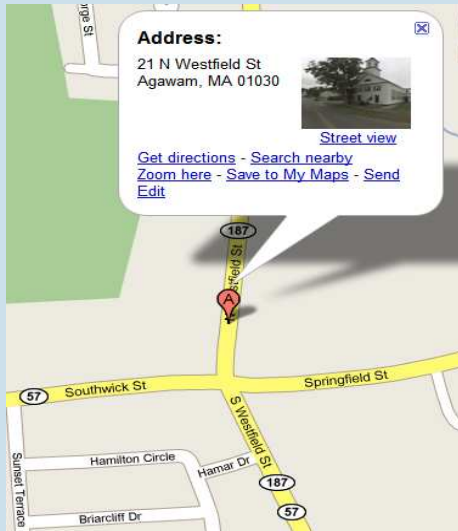 orge St
Address:
21 N Westfield St
Agawam, MA 01030
Street view
Get directions - Search nearby
Zoom here - Save to My Maps - Send
Edit
187
estfield St
A
57
Southwick St
Springfield St
S Westfield St
Hamilton Circle
Hamar Dr
Sunset Terrace
187
Briarcliff Dr
57